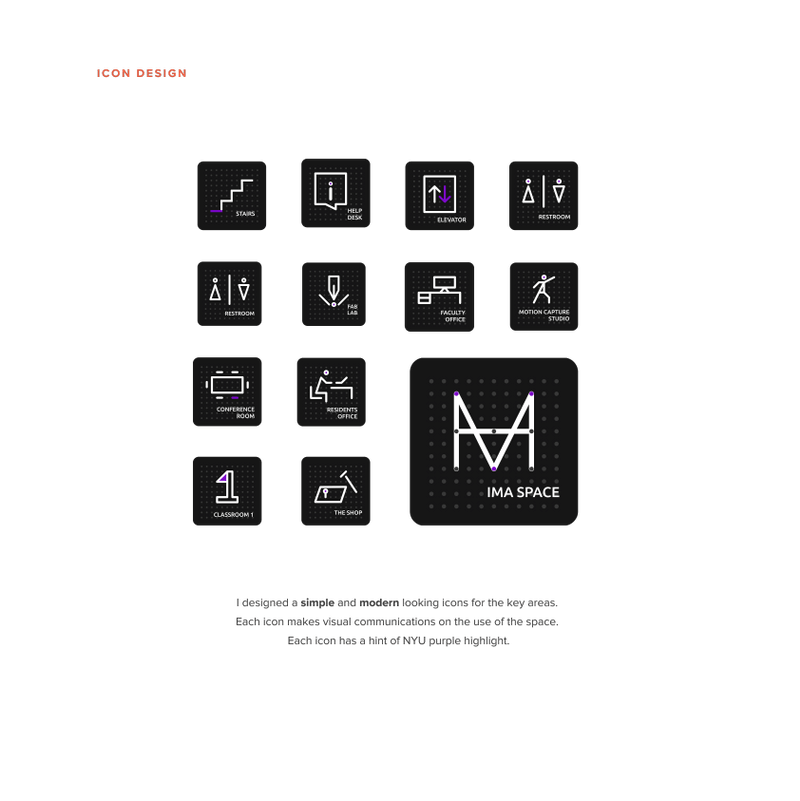 ICON DESIGN
STAIRS
HELP
DESK
ELEVATOR
RESTROOM
RESTROOM
FAB
LAB
FACULTY
OFFICE
MOTION CAPTURE
STUDIO
CONFERENCE
ROOM
RESIDENTS
OFFICE
IMA SPACE
1
CLASSROOM 1
THE SHOP
I designed a simple and modern looking icons for the key areas.
Each icon makes visual communications on the use of the space.
Each icon has a hint of NYU purple highlight.